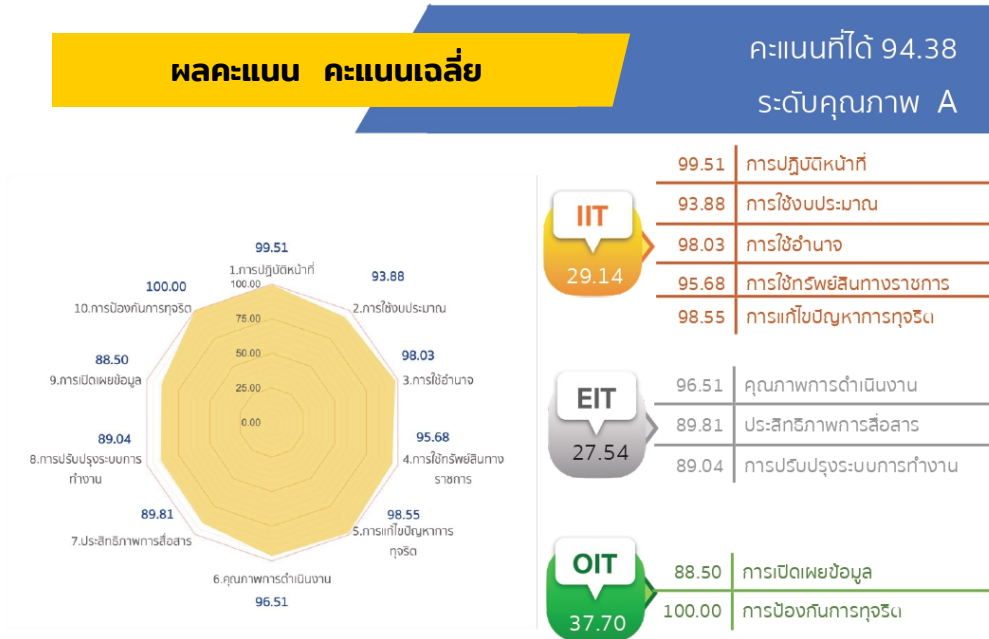 ผลคะแนน คะแนนเฉลี่ย
คะแนนที่ได้ 94.38
ระดับคุณภาพ A
99.51
1.การปฏิบัติหน้าที่
100.00
75.00
50.00
25.00
0.00
93.88
2.การใช้งบประมาณ
98.03
3.การใช้อำนาจ
95.68
4.การใช้ทรัพย์สินทาง
ราชการ
98.55
5.การแก้ไขปัญหาการ
ทุจริต
6.คุณภาพการดำเนินงาน
96.51
89.81
7.ประสิทธิภาพการสื่อสาร
89.04
8.การปรับปรุงระบบการ
ทำงาน
88.50
9.การเปิดเผยข้อมูล
100.00
10.การป้องกันการทุจริต
IIT
29.14
99.51 การปฏิบัติหน้าที่
93.88 การใช้งบประมาณ
98.03 การใช้อำนาจ
95.68 การใช้ทรัพย์สินทางราชการ
98.55 การแก้ไขปัญหาการทุจริต
EIT
27.54
96.51 คุณภาพการดำเนินงาน
89.81 ประสิทธิภาพการสื่อสาร
89.04 การปรับปรุงระบบการทำงาน
OIT
37.70
88.50 การเปิดเผยข้อมูล
100.00 การป้องกันการทุจริต